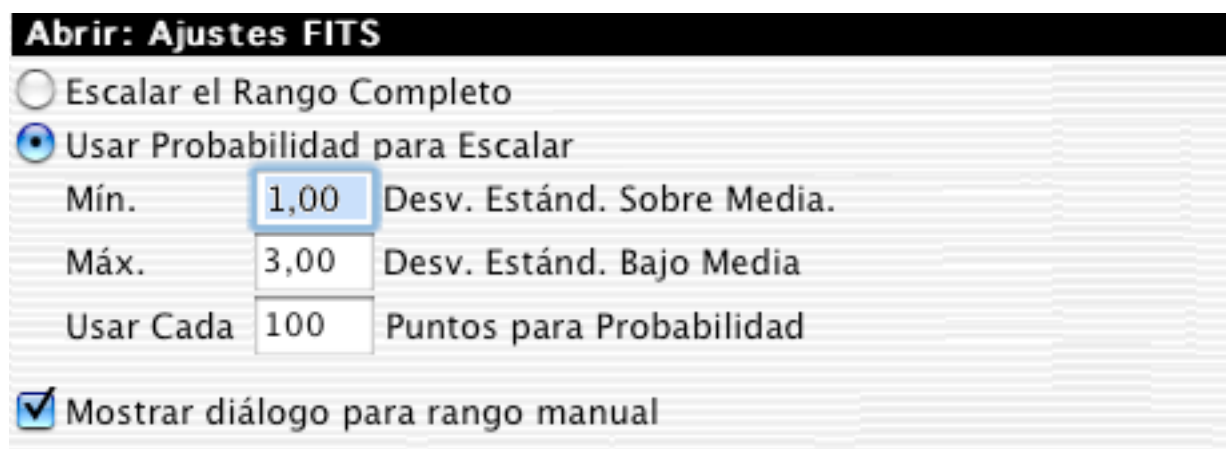 Abrir: Ajustes FITS
Escalar el Rango Completo
Usar Probabilidad para Escalar
Mín. 1,00 Desv. Estánd. Sobre Media.
Máx. 3,00 Desv. Estánd. Bajo Media
Usar Cada 100 Puntos para Probabilidad
Mostrar diálogo para rango manual